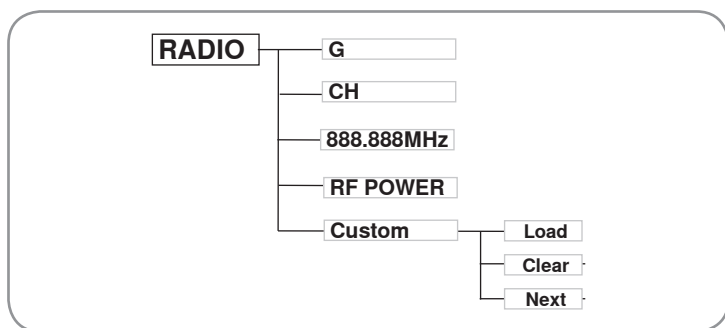 RADIO
G
CH
888.888MHz
RF POWER
Custom
Load
Clear
Next